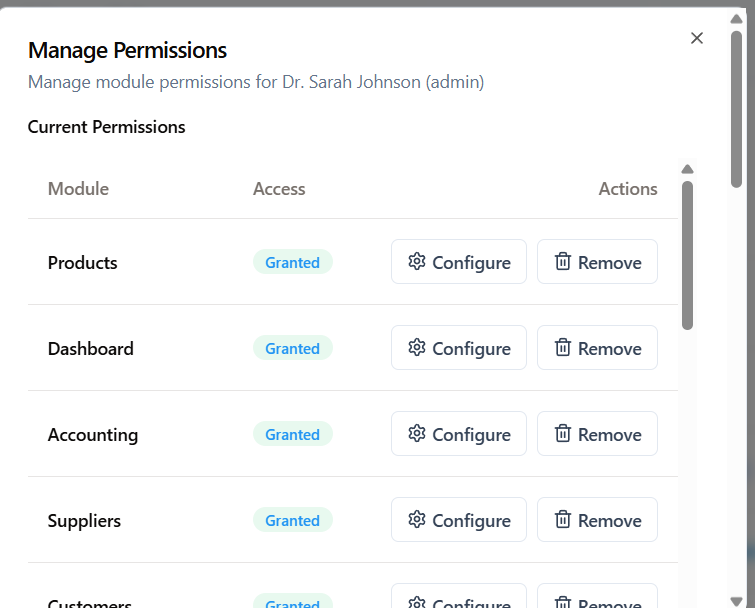 Manage Permissions
Manage module permissions for Dr. Sarah Johnson (admin)
Current Permissions
Module Access Actions
Products Granted Configure Remove
Dashboard Granted Configure Remove
Accounting Granted Configure Remove
Suppliers Granted Configure Remove
Customers Granted Configure Remove